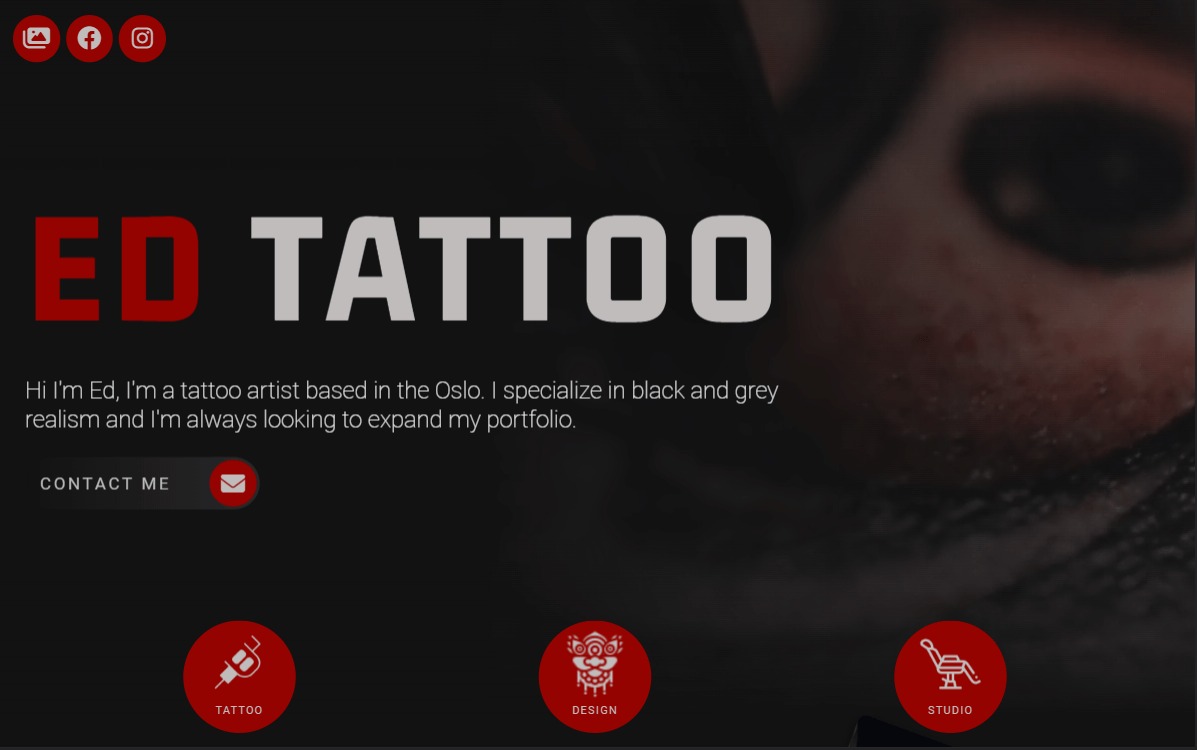 ED TATTOO
Hi I'm Ed, I'm a tattoo artist based in the Oslo. I specialize in black and grey
realism and I'm always looking to expand my portfolio.
CONTACT ME
TATTOO
DESIGN
STUDIO